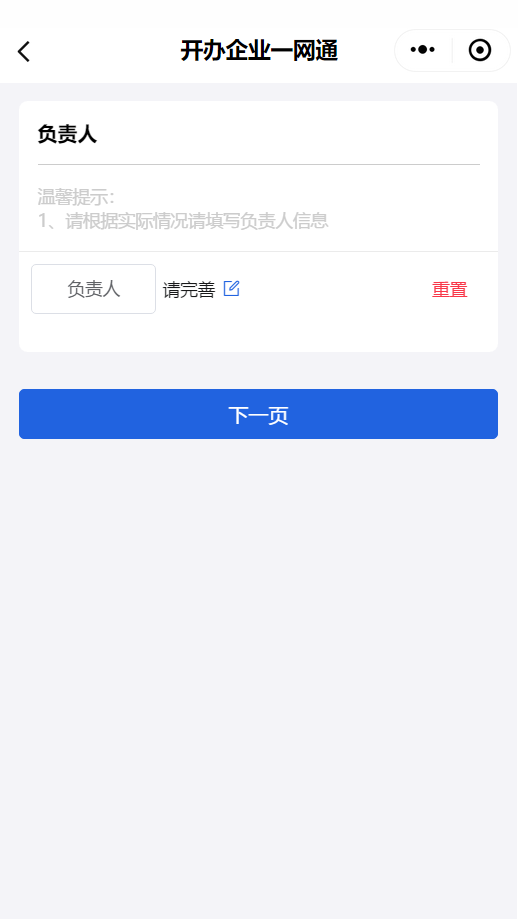 开办企业一网通
负责人
温馨提示：
1、请根据实际情况请填写负责人信息
负责人 请完善 重置
下一页